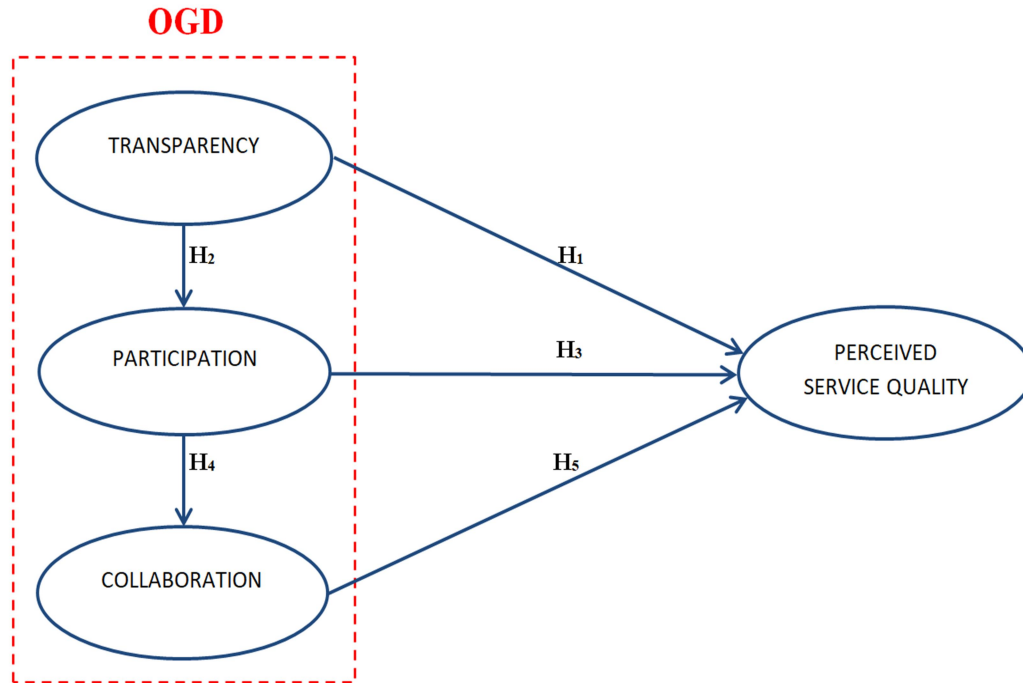 OGD
TRANSPARENCY
H₂
H₁
PARTICIPATION
H₃
PERCEIVED
SERVICE QUALITY
H₄
H₅
COLLABORATION